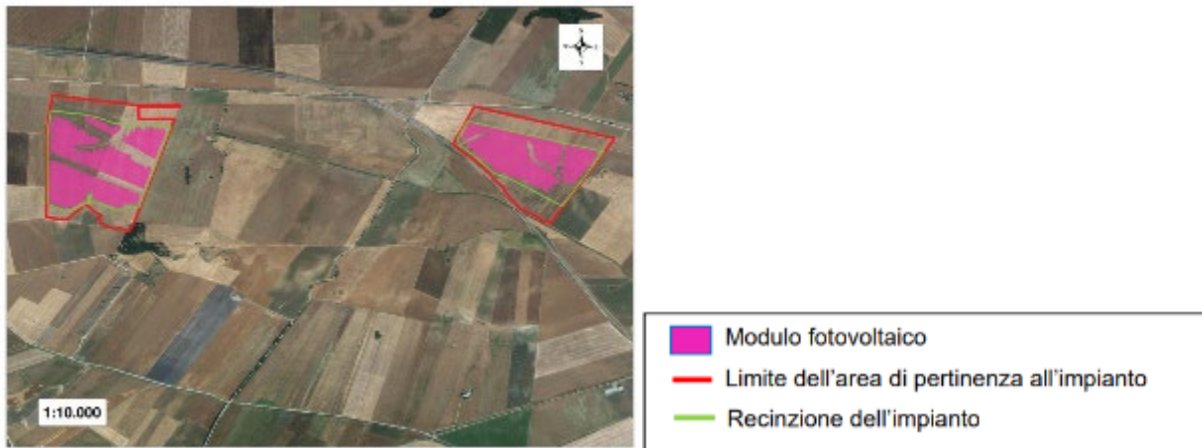 1:10.000
Modulo fotovoltaico
Limite dell'area di pertinenza all'impianto
Recinzione dell'impianto